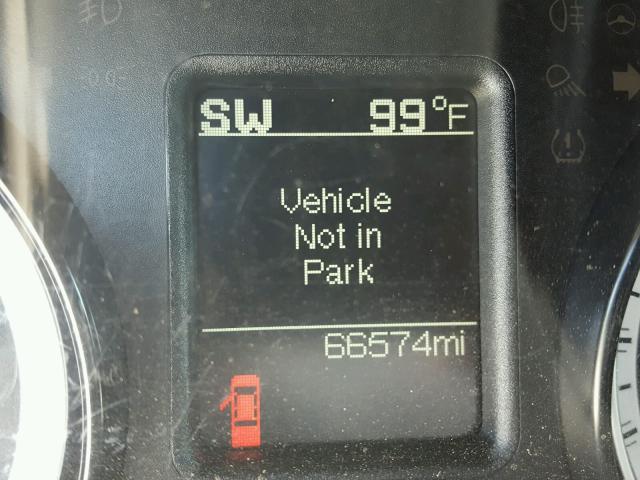 SW 99°F
Vehicle
Not in
Park
66574mi